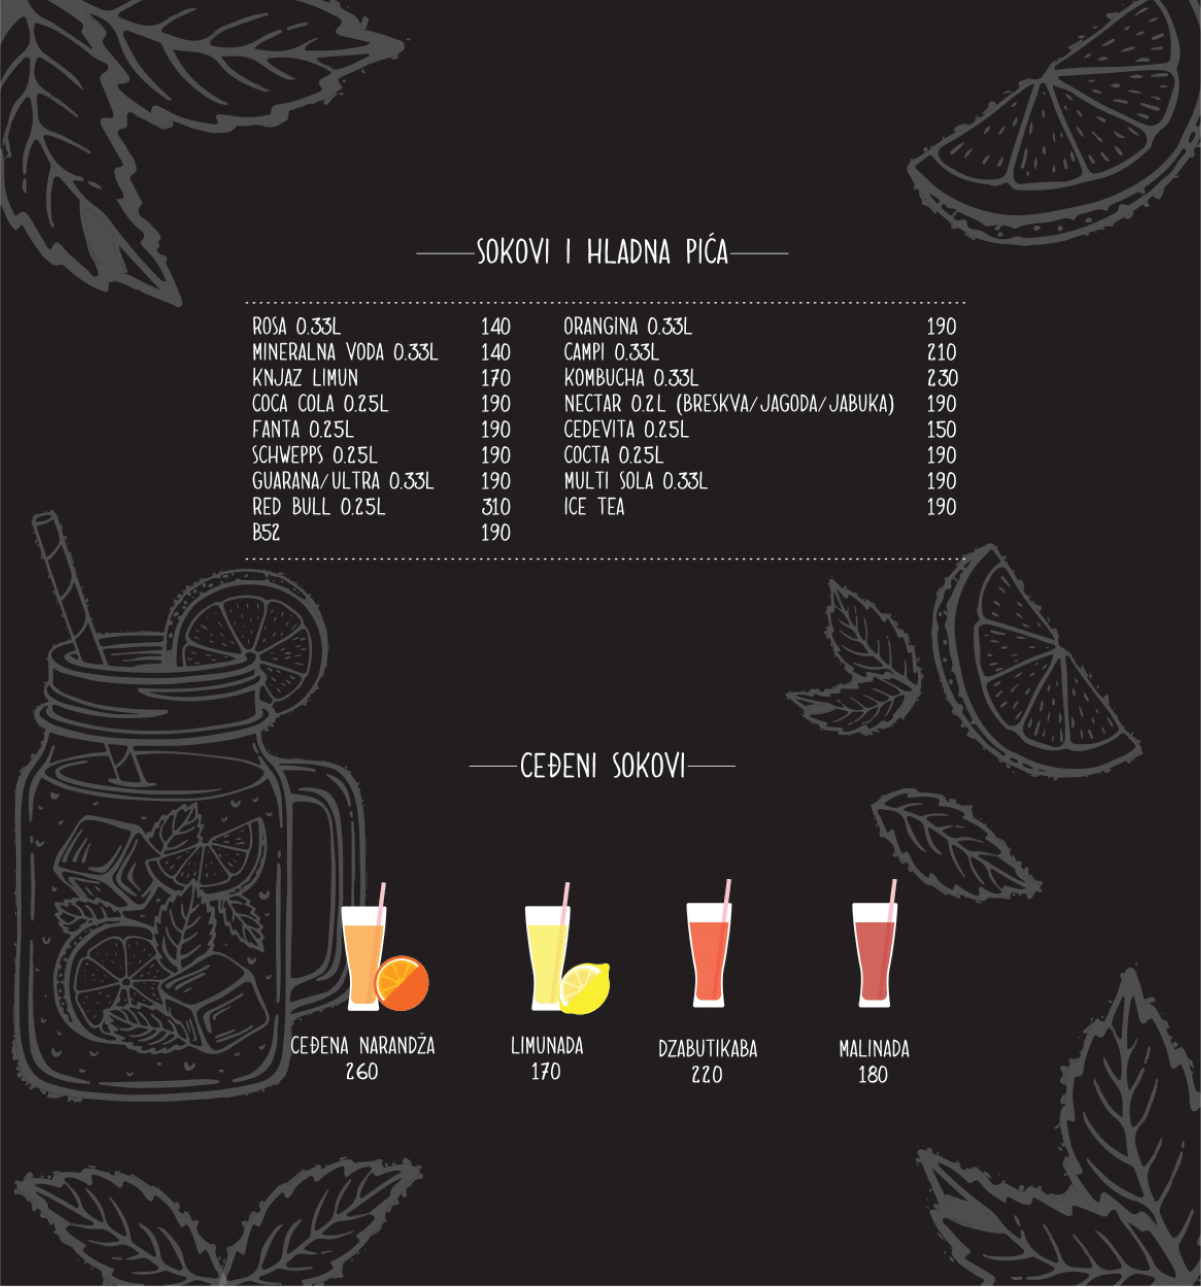 SOKOVI I HLADNA PIĆA
ROSA 0.33L 140
MINERALNA VODA 0.33L 140
KNJAZ LIMUN 170
COCA COLA 0.25L 190
FANTA 0.25L 190
SCHWEPPS 0.25L 190
GUARANA/ULTRA 0.33L 190
RED BULL 0.25L 310
B52 190
ORANGINA 0.33L 190
CAMPI 0.33L 210
KOMBUCHA 0.33L 230
NECTAR 0.2L (BRESKVA/JAGODA/JABUKA) 190
CEDEVITA 0.25L 150
COCTA 0.25L 190
MULTI SOLA 0.33L 190
ICE TEA 190
CEĐENI SOKOVI
CEĐENA NARANDŽA
260
LIMUNADA
170
DZABUTIKABA
220
MALINADA
180